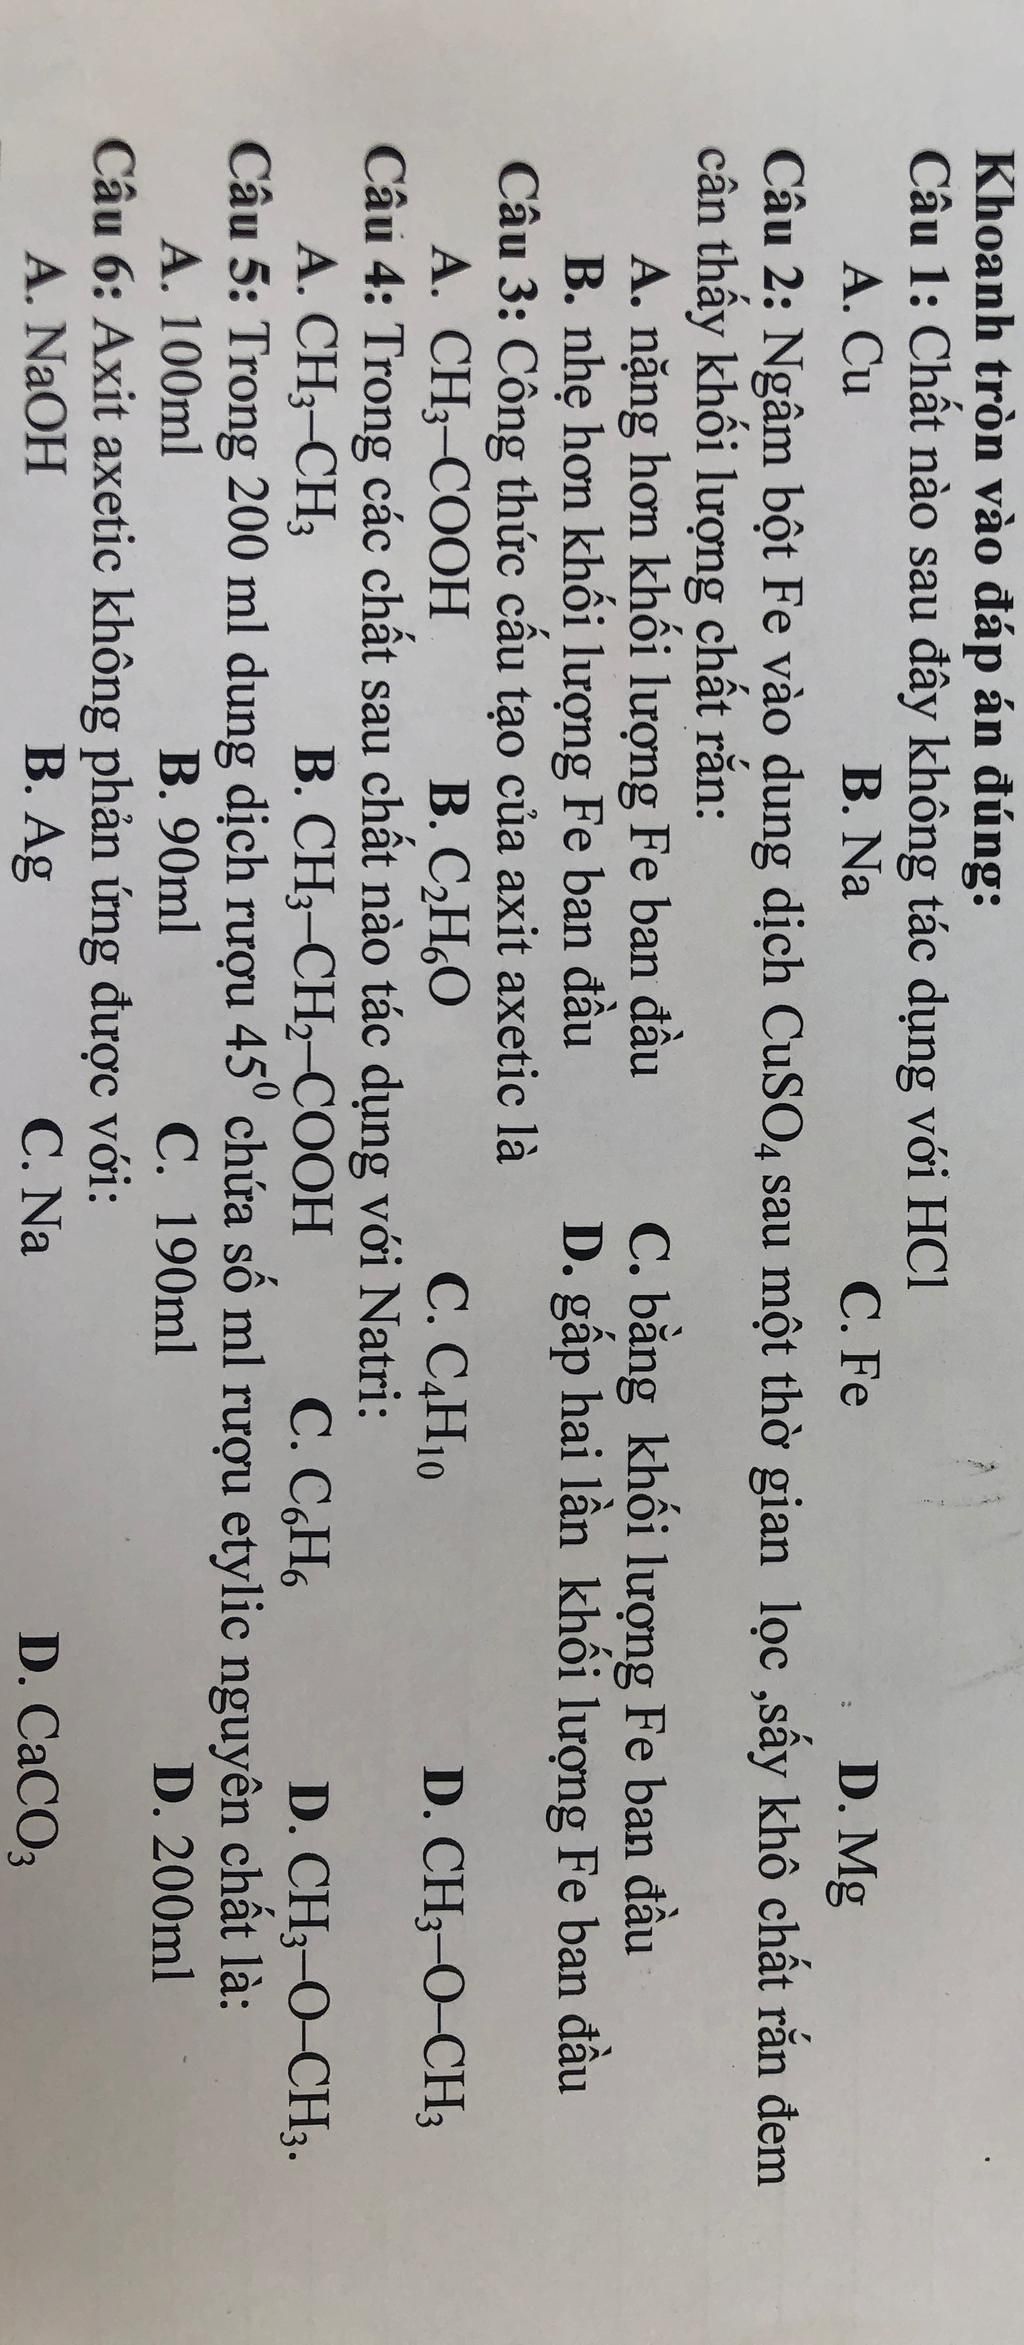 Khoanh tròn vào đáp án đúng:
Câu 1: Chất nào sau đây không tác dụng với HCl
A. Cu B. Na C. Fe D. Mg
Câu 2: Ngâm bột Fe vào dung dịch CuSO₄ sau một thờ gian lọc ,sấy khô chất rắn đem
cân thấy khối lượng chất rắn:
A. nặng hơn khối lượng Fe ban đầu C. bằng khối lượng Fe ban đầu
B. nhẹ hơn khối lượng Fe ban đầu D. gấp hai lần khối lượng Fe ban đầu
Câu 3: Công thức cấu tạo của axit axetic là
A. CH₃–COOH B. C₂H₆O C. C₄H₁₀ D. CH₃–O–CH₃
Câu 4: Trong các chất sau chất nào tác dụng với Natri:
A. CH₃–CH₃ B. CH₃–CH₂–COOH C. C₆H₆ D. CH₃–O–CH₃.
Câu 5: Trong 200 ml dung dịch rượu 45⁰ chứa số ml rượu etylic nguyên chất là:
A. 100ml B. 90ml C. 190ml D. 200ml
Câu 6: Axit axetic không phản ứng được với:
A. NaOH B. Ag C. Na D. CaCO₃